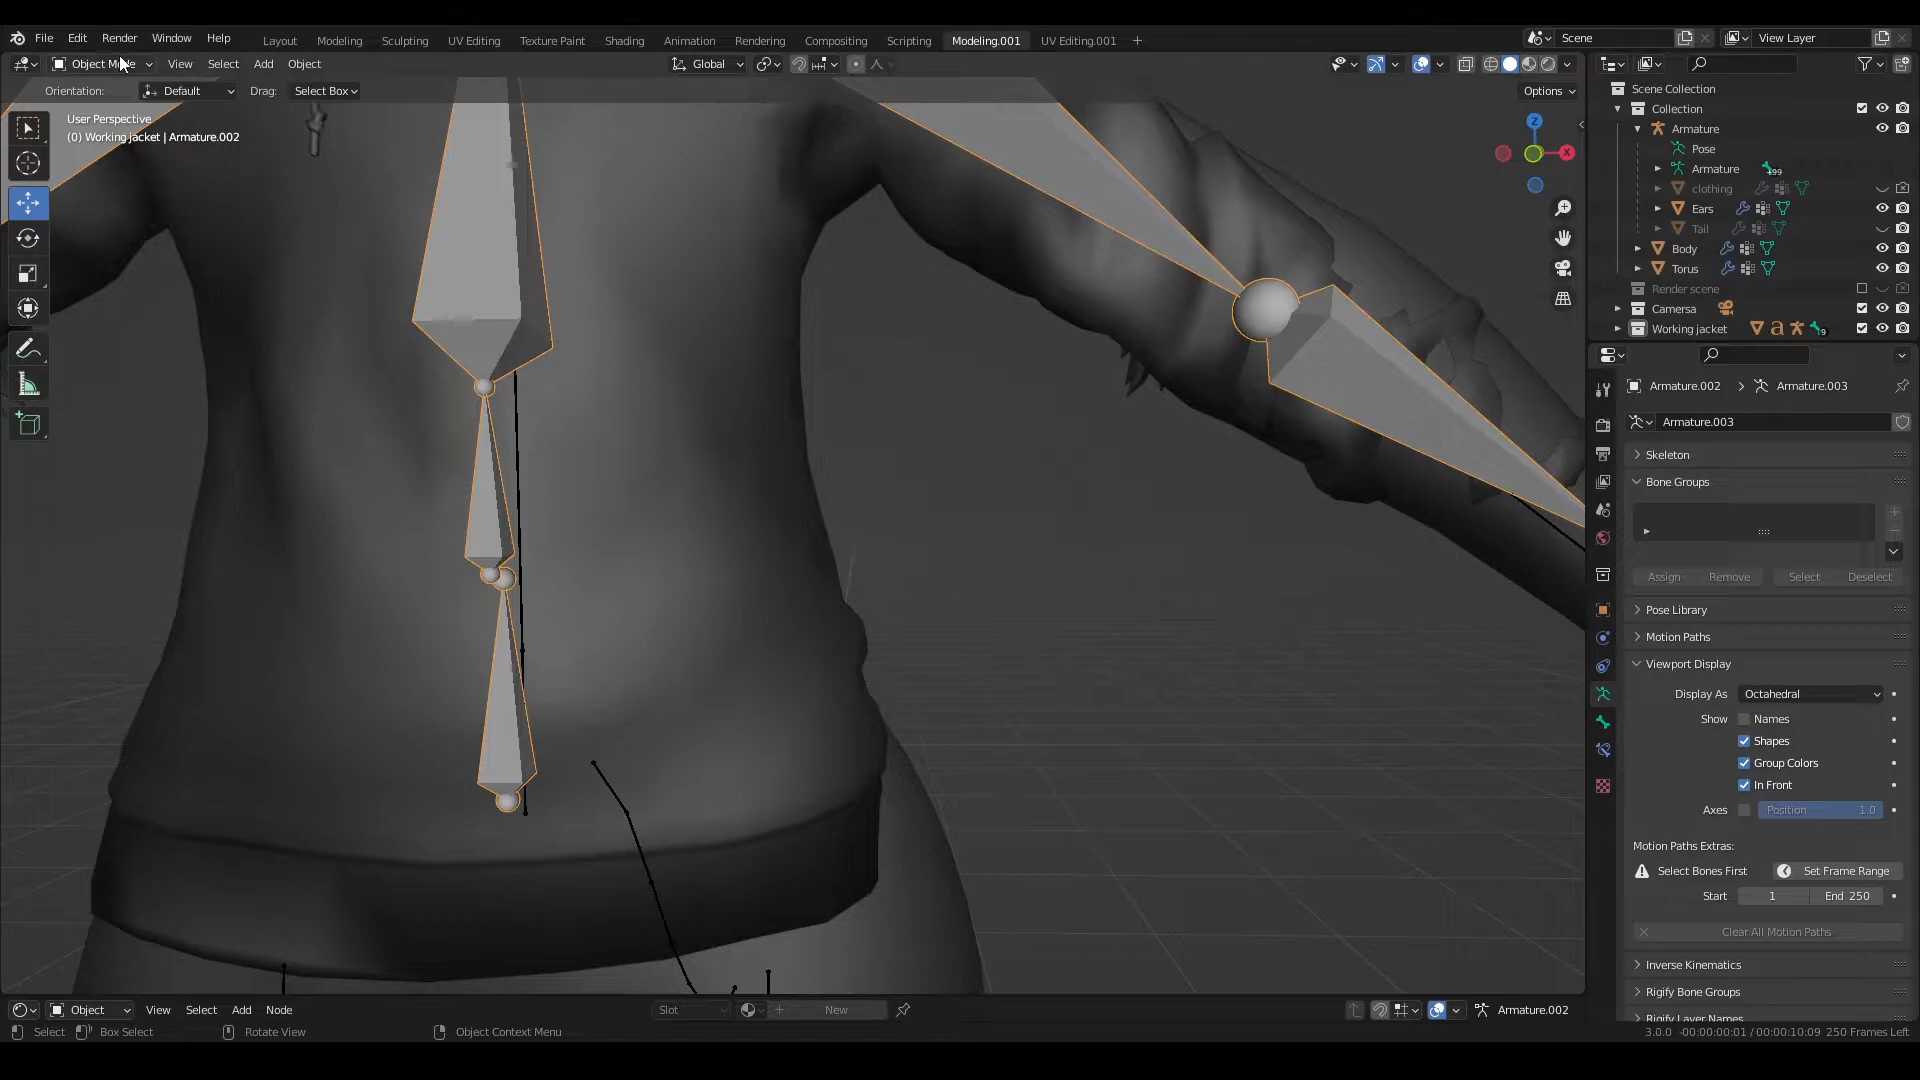 File Edit Render Window Help
Layout Modeling Sculpting UV Editing Texture Paint Shading Animation Rendering Compositing Scripting Modeling.001 UV Editing.001 +
Scene
View Layer
Object Mode View Select Add Object
Global
Orientation: Default Drag: Select Box
Options
User Perspective
(0) Working jacket | Armature.002
Z
X
Scene Collection
Collection
Armature
Pose
Armature
clothing
Ears
Tail
Body
Torus
Render scene
Camersa
Working jacket 9
Armature.002 > Armature.003
Armature.003
Skeleton
Bone Groups
Assign Remove Select Deselect
Pose Library
Motion Paths
Viewport Display
Display As Octahedral
Show Names
Shapes
Group Colors
In Front
Axes Position 1.0
Motion Paths Extras:
Select Bones First Set Frame Range
Start 1 End 250
Clear All Motion Paths
Inverse Kinematics
Rigify Bone Groups
Rigify Layer Names
Object View Select Add Node
Slot
New
Armature.002
Select Box Select Rotate View Object Context Menu
3.0.0 -00:00:00:01 / 00:00:10:09 250 Frames Left